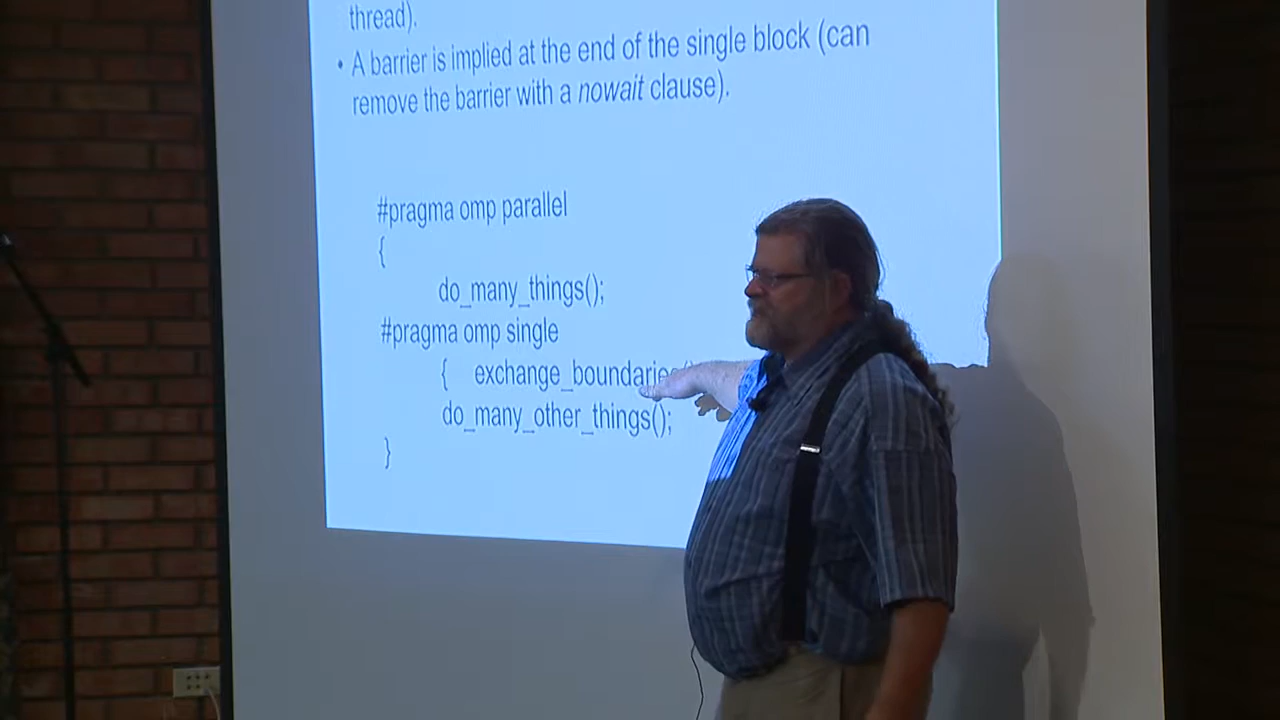 thread).
• A barrier is implied at the end of the single block (can
remove the barrier with a nowait clause).
#pragma omp parallel
{
do_many_things();
#pragma omp single
{ exchange_boundaries()
do_many_other_things();
}